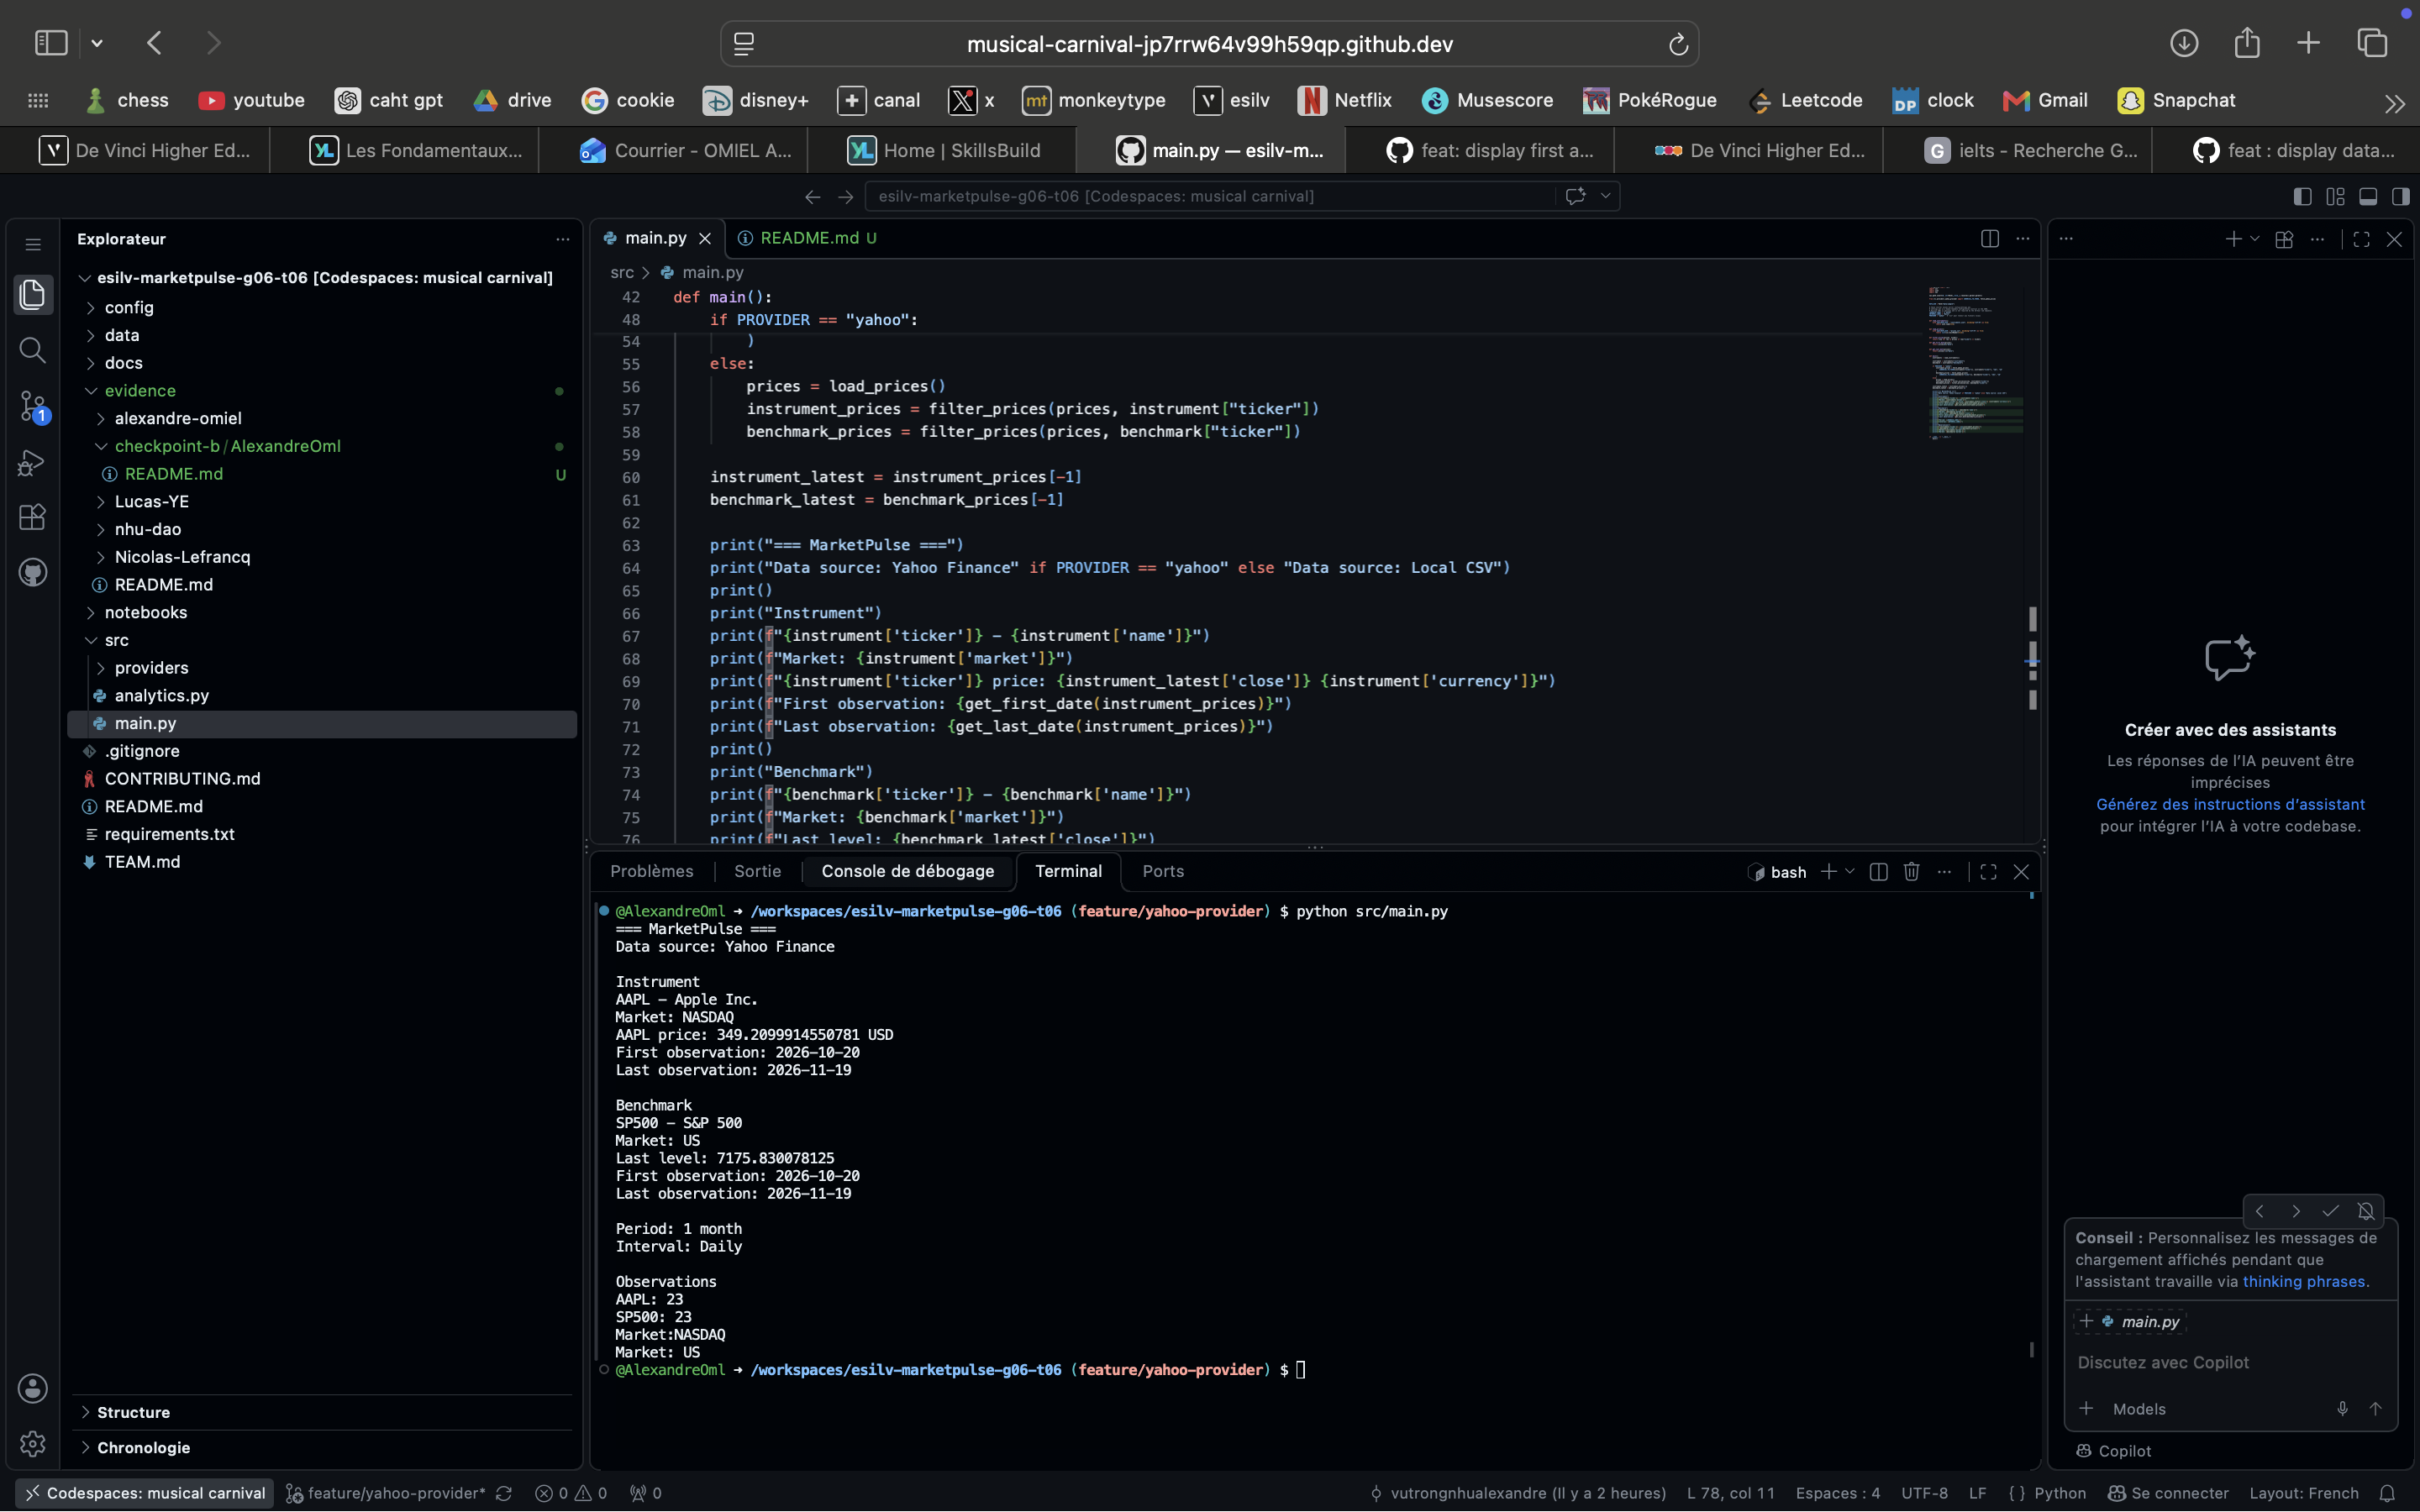 musical-carnival-jp7rrw64v99h59qp.github.dev
chess
youtube
caht gpt
drive
cookie
disney+
canal
x
monkeytype
esilv
Netflix
Musescore
PokéRogue
Leetcode
clock
Gmail
Snapchat
De Vinci Higher Ed...
Les Fondamentaux...
Courrier - OMIEL A...
Home | SkillsBuild
main.py — esilv-m...
feat: display first a...
De Vinci Higher Ed...
ielts - Recherche G...
feat : display data...
esilv-marketpulse-g06-t06 [Codespaces: musical carnival]
Explorateur
esilv-marketpulse-g06-t06 [Codespaces: musical carnival]
config
data
docs
evidence
alexandre-omiel
checkpoint-b / AlexandreOml
README.md U
Lucas-YE
nhu-dao
Nicolas-Lefrancq
README.md
notebooks
src
providers
analytics.py
main.py
.gitignore
CONTRIBUTING.md
README.md
requirements.txt
TEAM.md
Structure
Chronologie
main.py
README.md U
src > main.py
42 def main():
48 if PROVIDER == "yahoo":
54 )
55 else:
56 prices = load_prices()
57 instrument_prices = filter_prices(prices, instrument["ticker"])
58 benchmark_prices = filter_prices(prices, benchmark["ticker"])
59
60 instrument_latest = instrument_prices[-1]
61 benchmark_latest = benchmark_prices[-1]
62
63 print("=== MarketPulse ===")
64 print("Data source: Yahoo Finance" if PROVIDER == "yahoo" else "Data source: Local CSV")
65 print()
66 print("Instrument")
67 print(f"{instrument['ticker']} - {instrument['name']}")
68 print(f"Market: {instrument['market']}")
69 print(f"{instrument['ticker']} price: {instrument_latest['close']} {instrument['currency']}")
70 print(f"First observation: {get_first_date(instrument_prices)}")
71 print(f"Last observation: {get_last_date(instrument_prices)}")
72 print()
73 print("Benchmark")
74 print(f"{benchmark['ticker']} - {benchmark['name']}")
75 print(f"Market: {benchmark['market']}")
76 print(f"Last level: {benchmark_latest['close']}")
Problèmes
Sortie
Console de débogage
Terminal
Ports
bash
@AlexandreOml → /workspaces/esilv-marketpulse-g06-t06 (feature/yahoo-provider) $ python src/main.py
=== MarketPulse ===
Data source: Yahoo Finance
Instrument
AAPL - Apple Inc.
Market: NASDAQ
AAPL price: 349.2099914550781 USD
First observation: 2026-10-20
Last observation: 2026-11-19
Benchmark
SP500 - S&P 500
Market: US
Last level: 7175.830078125
First observation: 2026-10-20
Last observation: 2026-11-19
Period: 1 month
Interval: Daily
Observations
AAPL: 23
SP500: 23
Market:NASDAQ
Market: US
@AlexandreOml → /workspaces/esilv-marketpulse-g06-t06 (feature/yahoo-provider) $
Créer avec des assistants
Les réponses de l'IA peuvent être
imprécises
Générez des instructions d'assistant
pour intégrer l'IA à votre codebase.
Conseil : Personnalisez les messages de
chargement affichés pendant que
l'assistant travaille via thinking phrases.
main.py
Discutez avec Copilot
Models
Copilot
1
Codespaces: musical carnival
feature/yahoo-provider*
0
0
0
vutrongnhualexandre (Il y a 2 heures)
L 78, col 11
Espaces : 4
UTF-8
LF
{ } Python
Se connecter
Layout: French